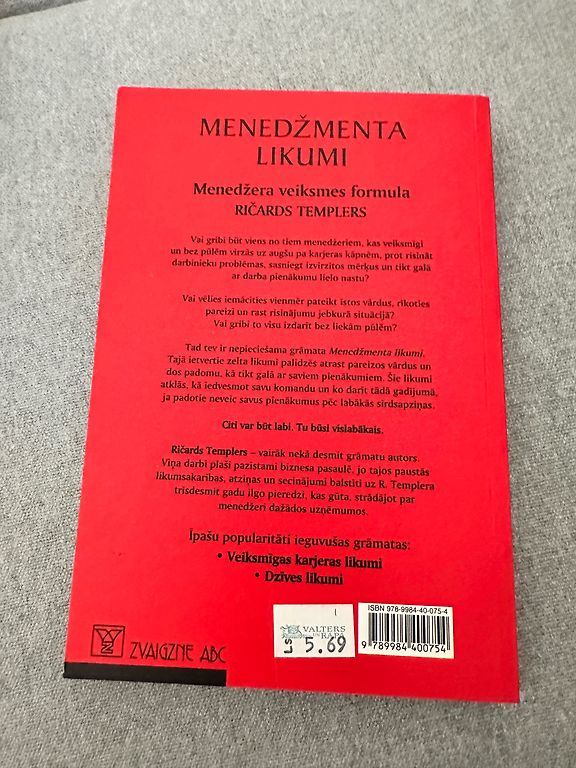 MENEDŽMENTA
LIKUMI
Menedžera veiksmes formula
RIČARDS TEMPLERS
Vai gribi būt viens no tiem menedžeriem, kas veiksmīgi
un bez pūlēm virzās uz augšu pa karjeras kāpnēm, prot risināt
darbinieku problēmas, sasniegt izvirzītos mērķus un tikt galā
ar darba pienākumu lielo nastu?
Vai vēlies iemācīties vienmēr pateikt īstos vārdus, rīkoties
pareizi un rast risinājumu jebkurā situācijā?
Vai gribi to visu izdarīt bez liekām pūlēm?
Tad tev ir nepieciešama grāmata Menedžmenta likumi.
Tajā ietvertie zelta likumi palīdzēs atrast pareizos vārdus un
dos padomu, kā tikt galā ar saviem pienākumiem. Šie likumi
atklās, kā iedvesmot savu komandu un ko darīt tādā gadījumā,
ja padotie neveic savus pienākumus pēc labākās sirdsapziņas.
Citi var būt labi. Tu būsi vislabākais.
Ričards Templers – vairāk nekā desmit grāmatu autors.
Viņa darbi plaši pazīstami biznesa pasaulē, jo tajos paustās
likumsakarības, atziņas un secinājumi balstīti uz R. Templera
trīsdesmit gadu ilgo pieredzi, kas gūta, strādājot par
menedžeri dažādos uzņēmumos.
Īpašu popularitāti ieguvušas grāmatas:
• Veiksmīgas karjeras likumi
• Dzīves likumi
ZVAIGZNE ABC
VALTERS
UN RAPA
Ls 5.69
ISBN 978-9984-40-075-4
9 789984 400754